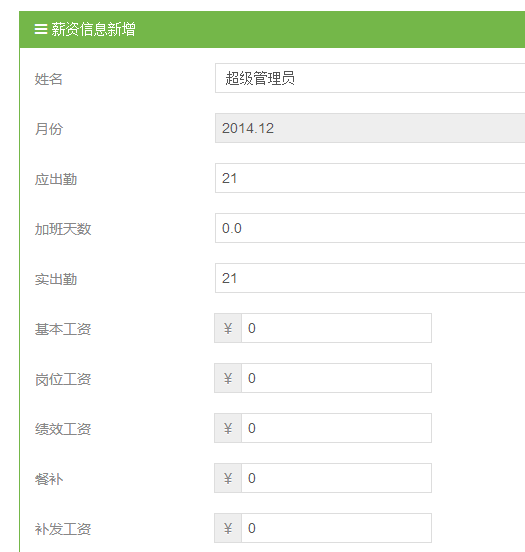 薪资信息新增
姓名 超级管理员
月份 2014.12
应出勤 21
加班天数 0.0
实出勤 21
基本工资 ¥ 0
岗位工资 ¥ 0
绩效工资 ¥ 0
餐补 ¥ 0
补发工资 ¥ 0